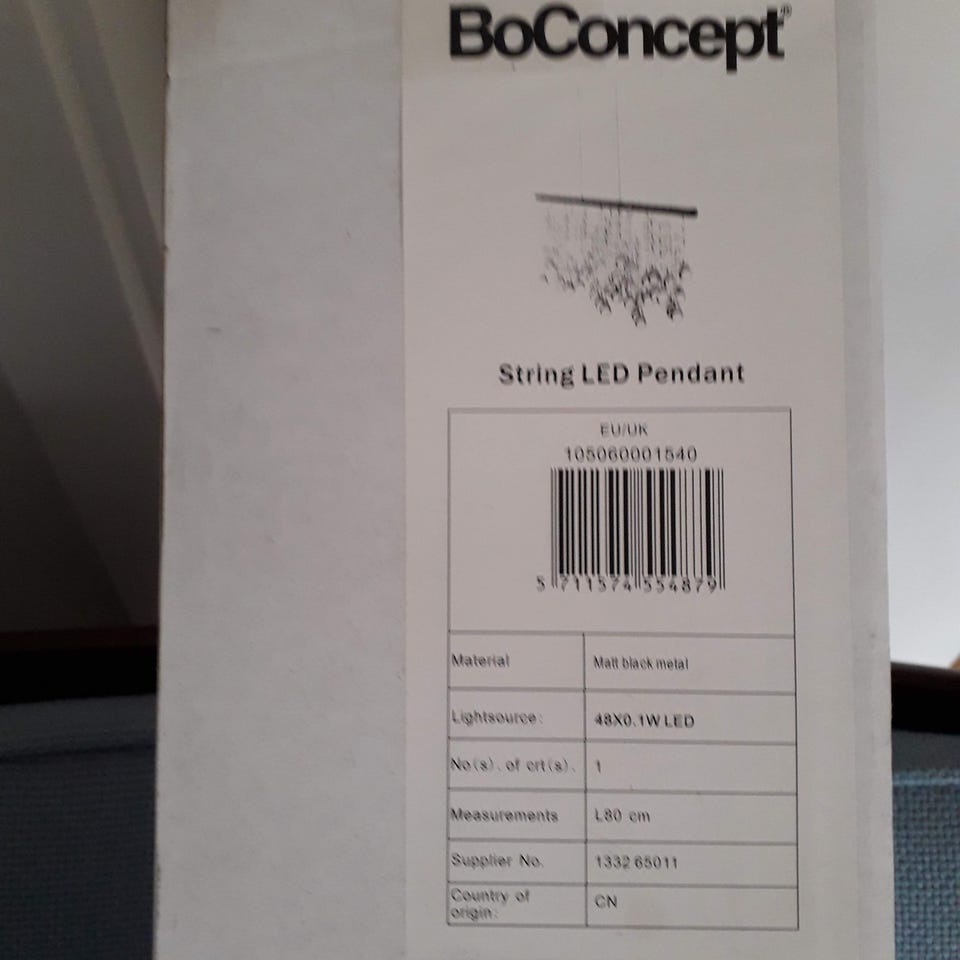 BoConcept®
String LED Pendant
EU/UK
105060001540
5 711574 554879
Material Matt black metal
Lightsource: 48X0.1W LED
No(s). of crt(s). 1
Measurements L80 cm
Supplier No. 1332 65011
Country of
origin: CN